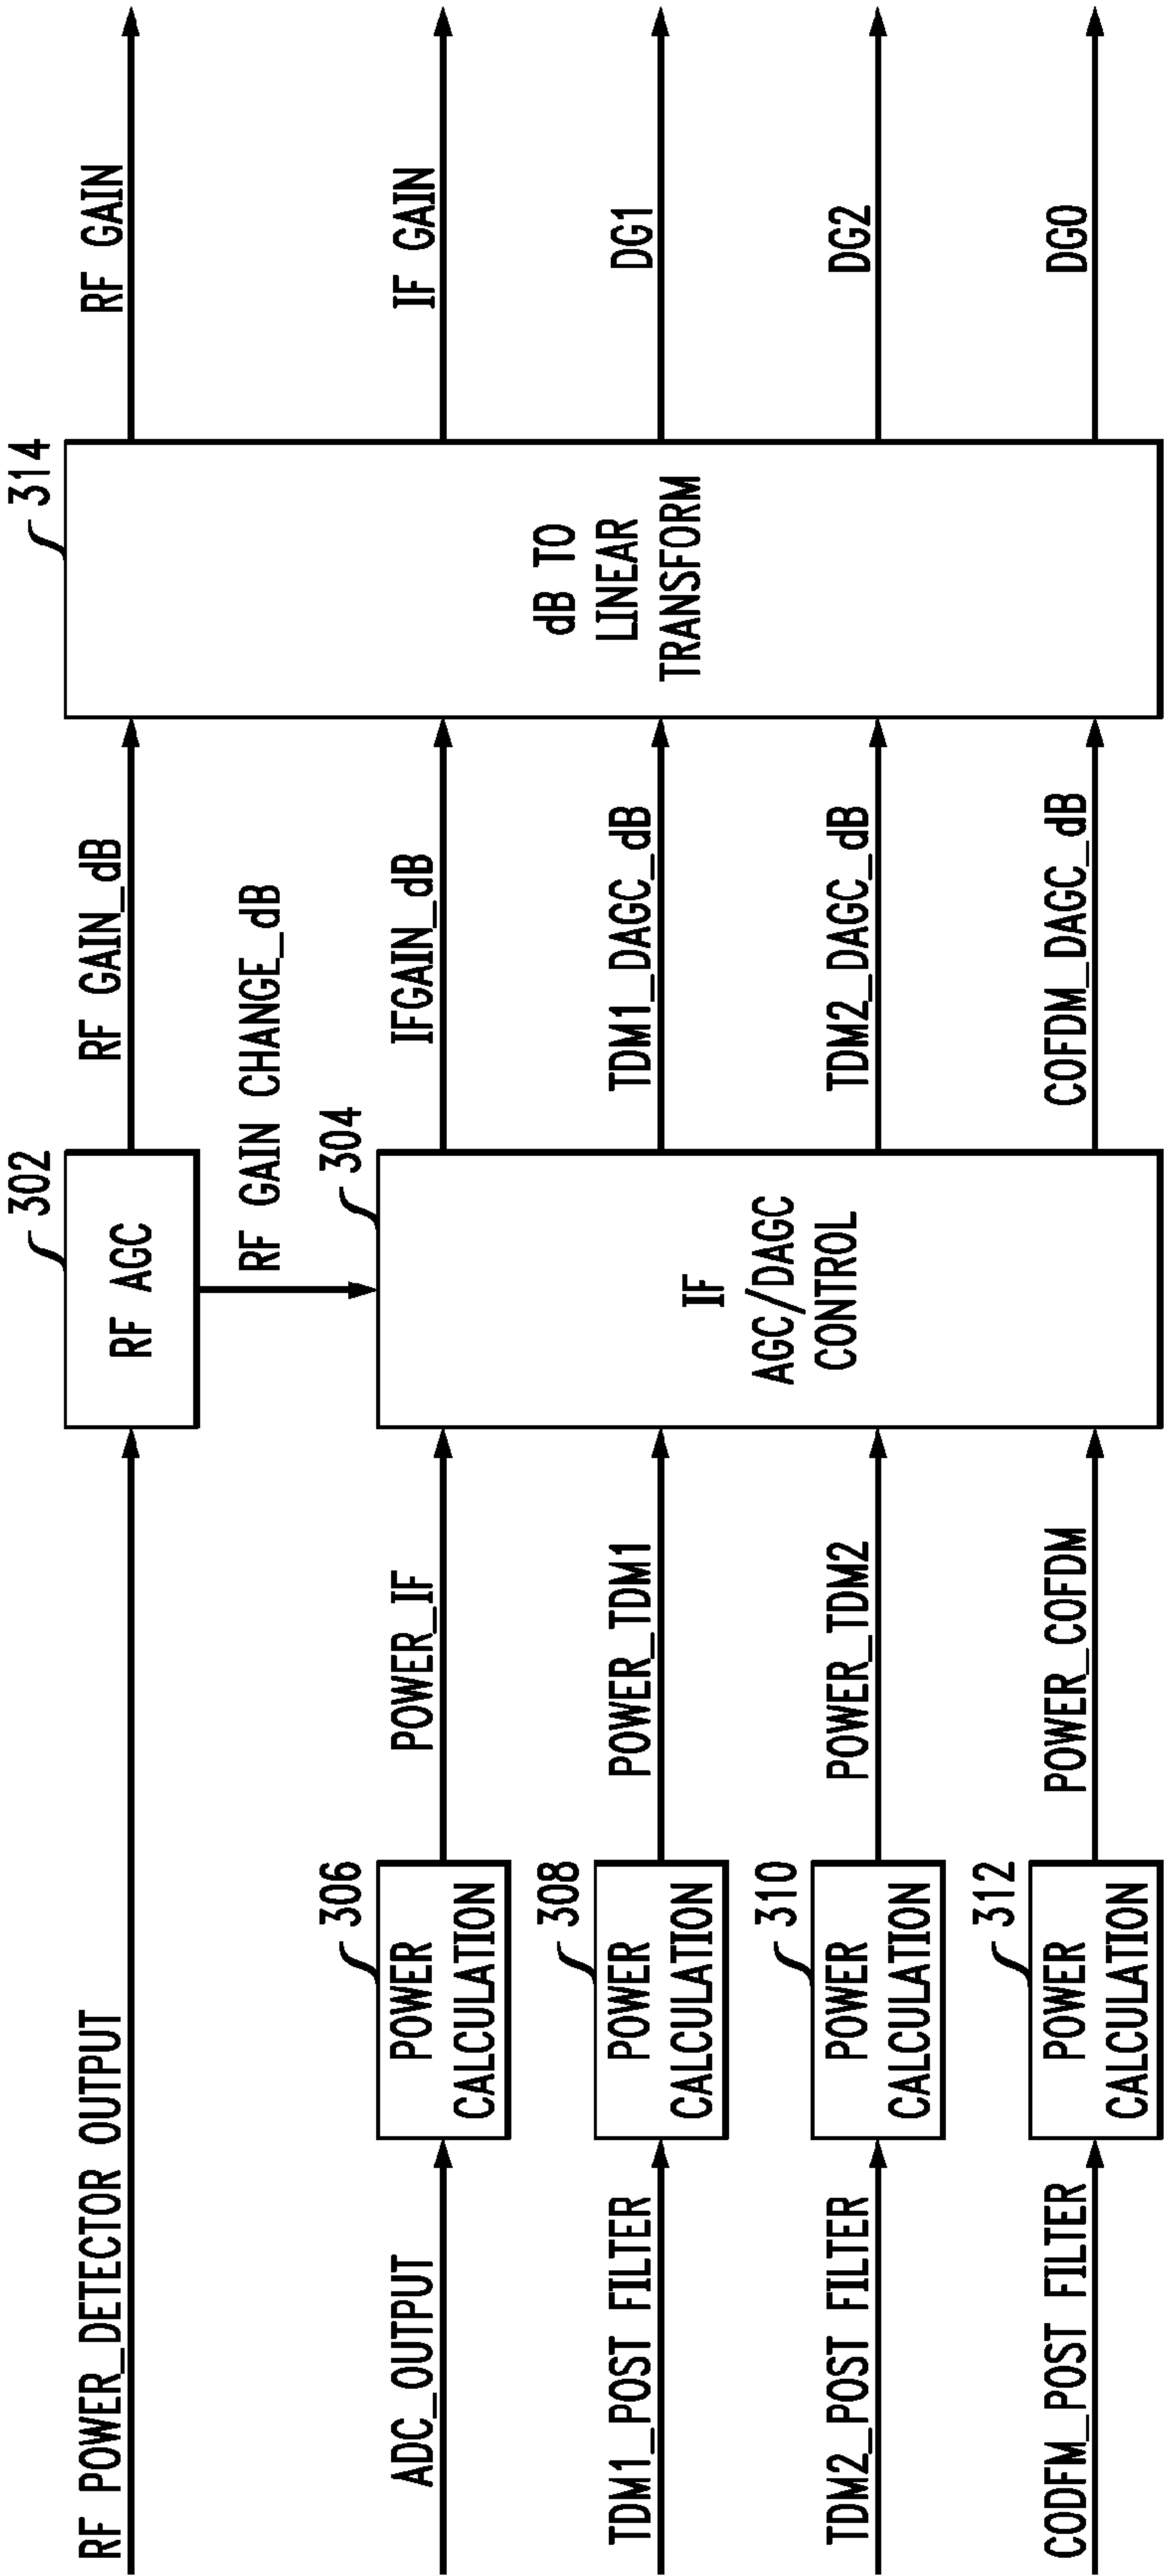 RF POWER_DETECTOR OUTPUT
302
RF AGC
RF GAIN_dB
314
RF GAIN
RF GAIN CHANGE_dB
ADC_OUTPUT
306
POWER
CALCULATION
POWER_IF
304
IF
AGC/DAGC
CONTROL
IFGAIN_dB
dB TO
LINEAR
TRANSFORM
IF GAIN
TDM1_POST FILTER
308
POWER
CALCULATION
POWER_TDM1
TDM1_DAGC_dB
DG1
TDM2_POST FILTER
310
POWER
CALCULATION
POWER_TDM2
TDM2_DAGC_dB
DG2
CODFM_POST FILTER
312
POWER
CALCULATION
POWER_COFDM
COFDM_DAGC_dB
DG0